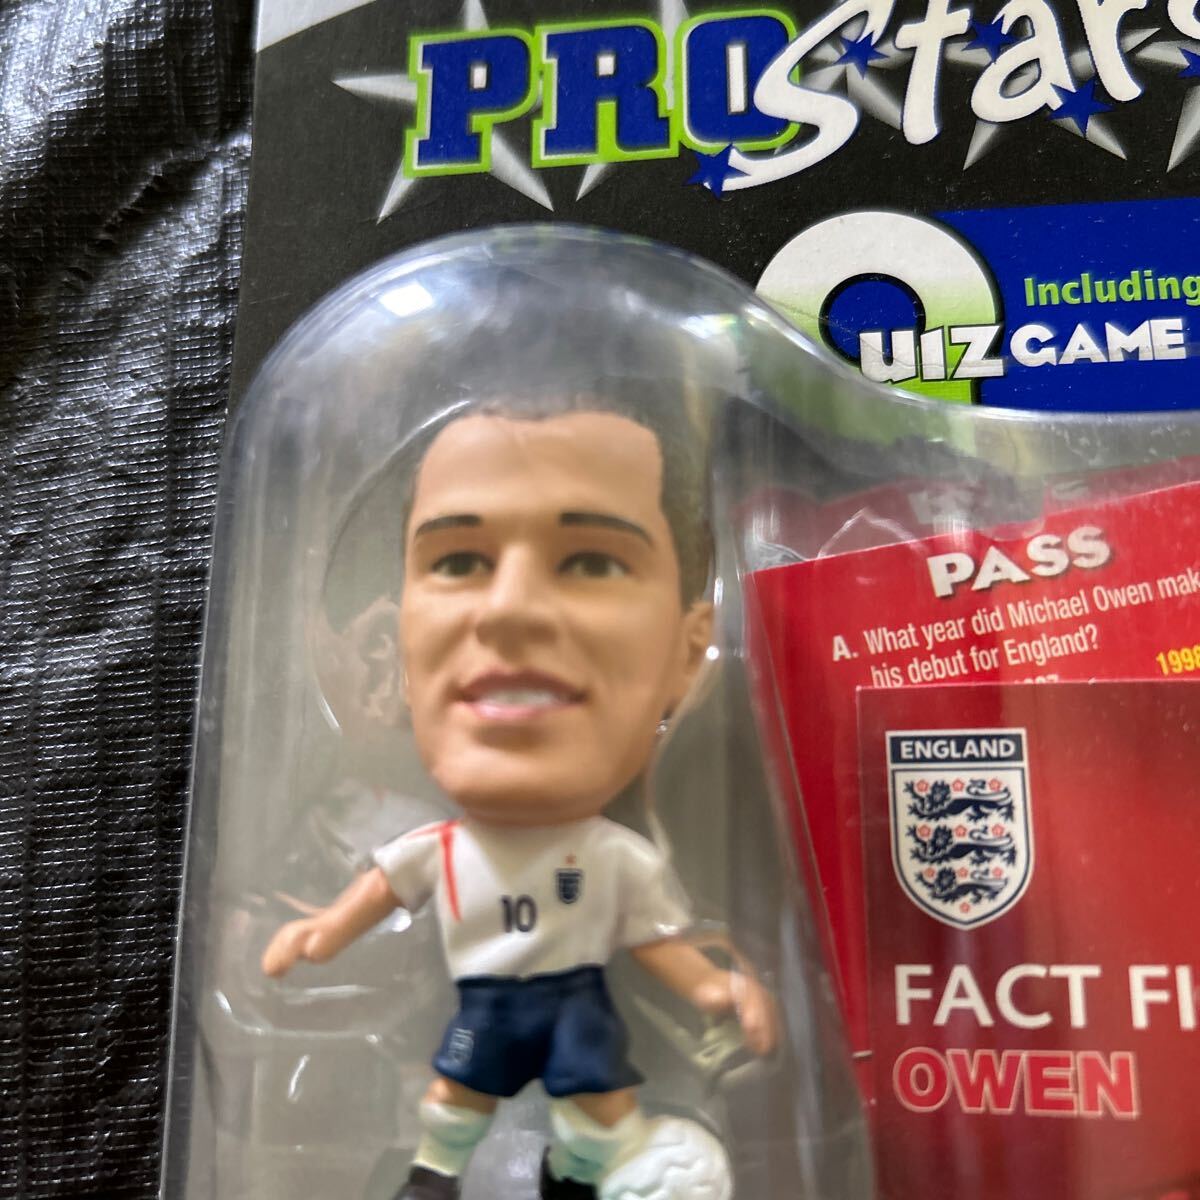 PRO Stars
Including
QUIZ GAME
PASS
A. What year did Michael Owen mak
his debut for England?
1998
ENGLAND
FACT FI
OWEN
10